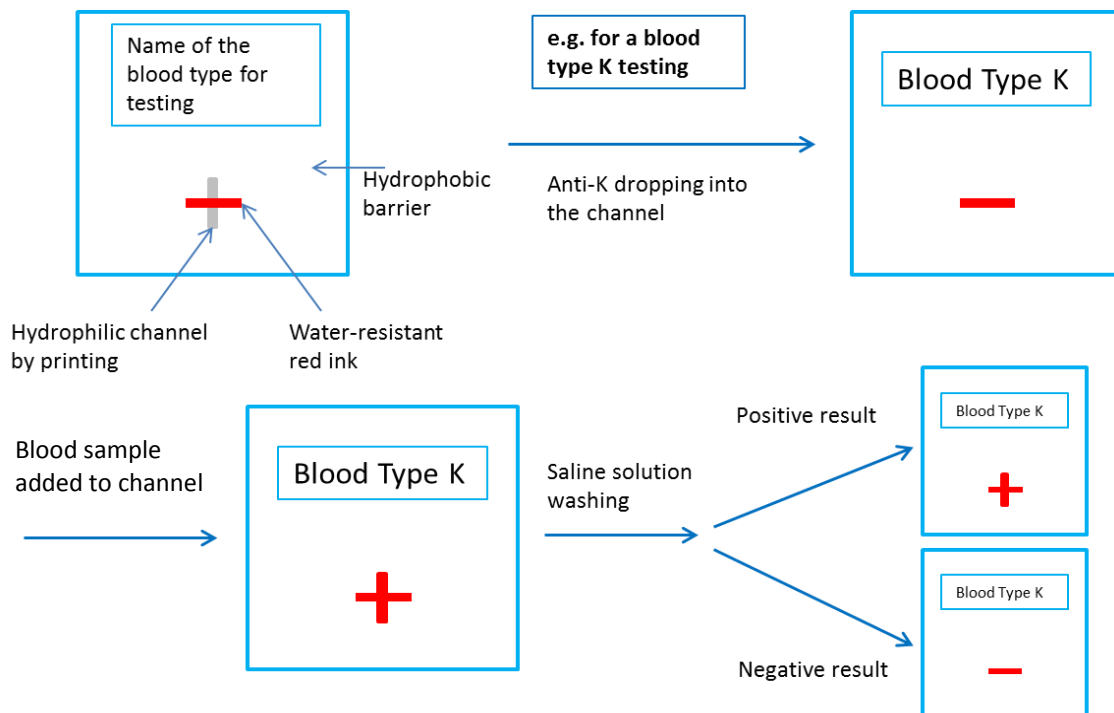 Name of the
blood type for
testing
e.g. for a blood
type K testing
Blood Type K
Hydrophobic
barrier
Anti-K dropping into
the channel
Hydrophilic channel
by printing
Water-resistant
red ink
Blood sample
added to channel
Blood Type K
Saline solution
washing
Positive result
Blood Type K
Negative result
Blood Type K